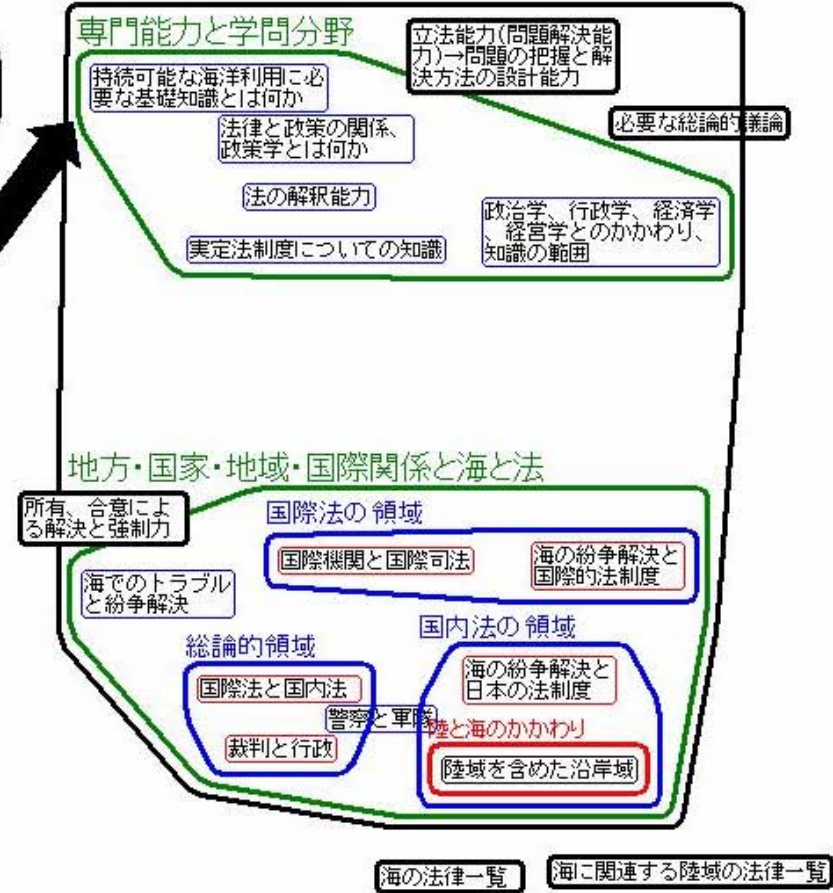 専門能力と学問分野
立法能力(問題解決能
力)→問題の把握と解
決方法の設計能力
持続可能な海洋利用に必
要な基礎知識とは何か
必要な総論的議論
法律と政策の関係、
政策学とは何か
法の解釈能力
政治学、行政学、経済学
、経営学とのかかわり、
知識の範囲
実定法制度についての知識
地方・国家・地域・国際関係と海と法
所有、合意によ
る解決と強制力
国際法の領域
国際機関と国際司法
海の紛争解決と
国際的法制度
海でのトラブル
と紛争解決
国内法の領域
総論的領域
海の紛争解決と
日本の法制度
国際法と国内法
警察と軍隊
陸と海のかかわり
裁判と行政
陸域を含めた沿岸域
海の法律一覧
海に関連する陸域の法律一覧